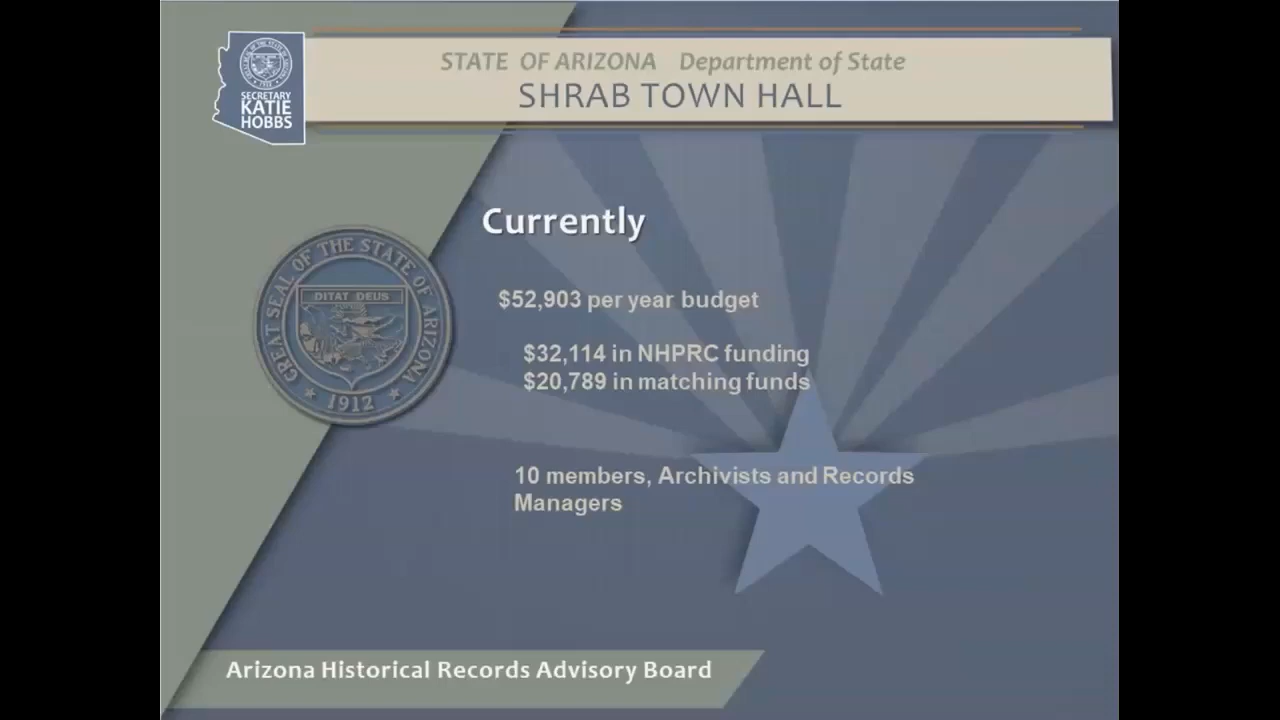 STATE OF ARIZONA Department of State
SHRAB TOWN HALL
SECRETARY
KATIE
HOBBS
Currently
$52,903 per year budget
$32,114 in NHPRC funding
$20,789 in matching funds
10 members, Archivists and Records
Managers
GREAT SEAL OF THE STATE OF ARIZONA
DITAT DEUS
1912
Arizona Historical Records Advisory Board